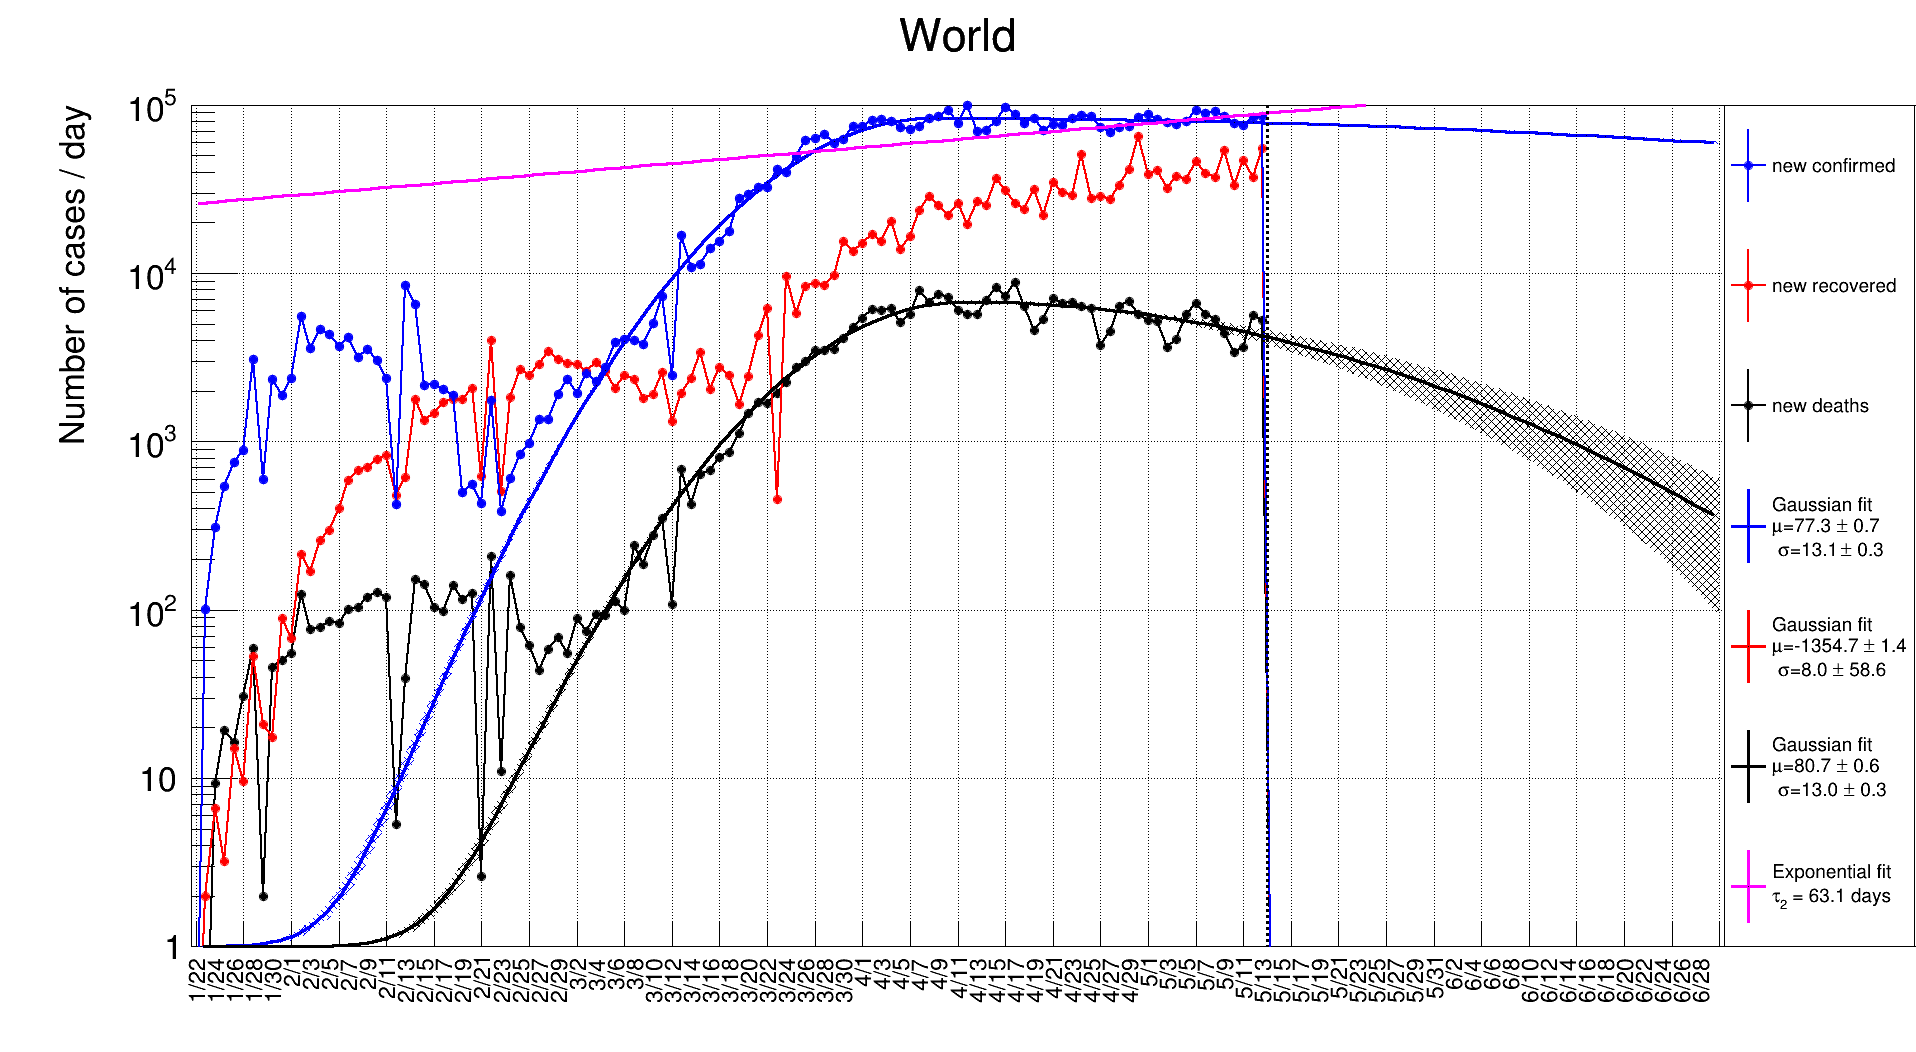 World
Number of cases / day
10^5
10^4
10^3
10^2
10
1
1/22 1/24 1/26 1/28 1/30 2/1 2/3 2/5 2/7 2/9 2/11 2/13 2/15 2/17 2/19 2/21 2/23 2/25 2/27 2/29 3/2 3/4 3/6 3/8 3/10 3/12 3/14 3/16 3/18 3/20 3/22 3/24 3/26 3/28 3/30 4/1 4/3 4/5 4/7 4/9 4/11 4/13 4/15 4/17 4/19 4/21 4/23 4/25 4/27 4/29 5/1 5/3 5/5 5/7 5/9 5/11 5/13 5/15 5/17 5/19 5/21 5/23 5/25 5/27 5/29 5/31 6/2 6/4 6/6 6/8 6/10 6/12 6/14 6/16 6/18 6/20 6/22 6/24 6/26 6/28
new confirmed
new recovered
new deaths
Gaussian fit
μ=77.3 ± 0.7
σ=13.1 ± 0.3
Gaussian fit
μ=-1354.7 ± 1.4
σ=8.0 ± 58.6
Gaussian fit
μ=80.7 ± 0.6
σ=13.0 ± 0.3
Exponential fit
τ₂ = 63.1 days